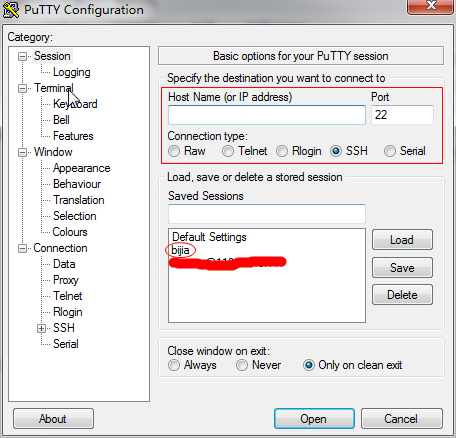 PuTTY Configuration
Category:
Session
Logging
Terminal
Keyboard
Bell
Features
Window
Appearance
Behaviour
Translation
Selection
Colours
Connection
Data
Proxy
Telnet
Rlogin
SSH
Serial
Basic options for your PuTTY session
Specify the destination you want to connect to
Host Name (or IP address) Port
22
Connection type:
Raw Telnet Rlogin SSH Serial
Load, save or delete a stored session
Saved Sessions
Default Settings
bijia
Load
Save
Delete
Close window on exit:
Always Never Only on clean exit
About Open Cancel